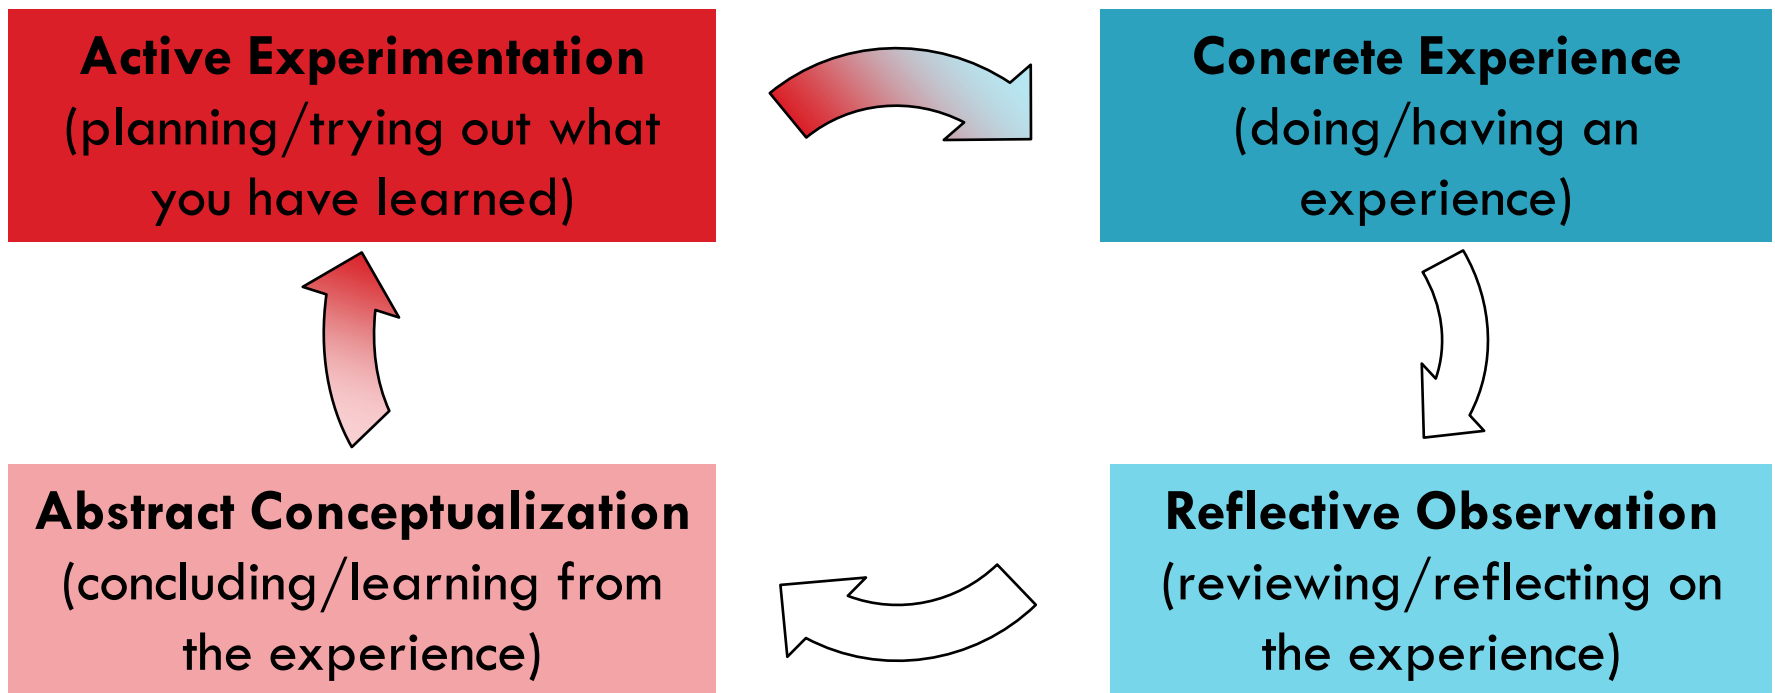 Active Experimentation
(planning/trying out what
you have learned)
Concrete Experience
(doing/having an
experience)
Abstract Conceptualization
(concluding/learning from
the experience)
Reflective Observation
(reviewing/reflecting on
the experience)